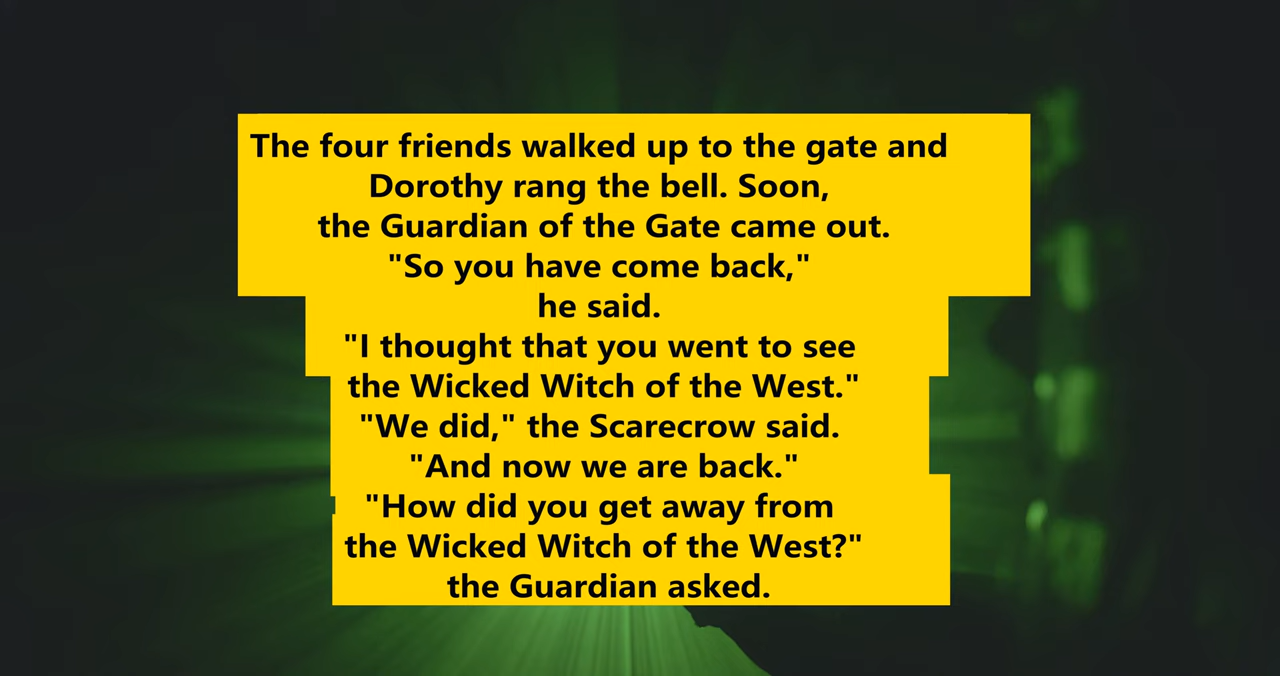 The four friends walked up to the gate and
Dorothy rang the bell. Soon,
the Guardian of the Gate came out.
"So you have come back,"
he said.
"I thought that you went to see
the Wicked Witch of the West."
"We did," the Scarecrow said.
"And now we are back."
"How did you get away from
the Wicked Witch of the West?"
the Guardian asked.